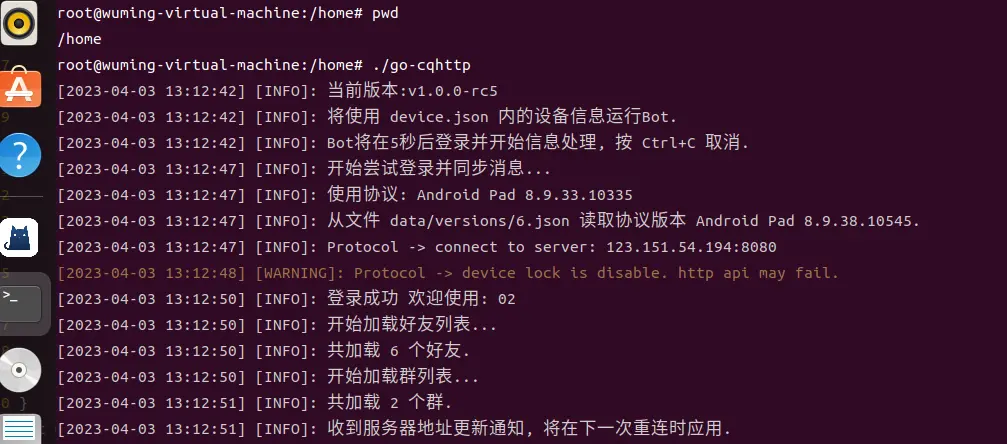 root@wuming-virtual-machine:/home# pwd
/home
root@wuming-virtual-machine:/home# ./go-cqhttp
[2023-04-03 13:12:42] [INFO]: 当前版本:v1.0.0-rc5
[2023-04-03 13:12:42] [INFO]: 将使用 device.json 内的设备信息运行Bot.
[2023-04-03 13:12:42] [INFO]: Bot将在5秒后登录并开始信息处理, 按 Ctrl+C 取消.
[2023-04-03 13:12:47] [INFO]: 开始尝试登录并同步消息...
[2023-04-03 13:12:47] [INFO]: 使用协议: Android Pad 8.9.33.10335
[2023-04-03 13:12:47] [INFO]: 从文件 data/versions/6.json 读取协议版本 Android Pad 8.9.38.10545.
[2023-04-03 13:12:47] [INFO]: Protocol -> connect to server: 123.151.54.194:8080
[2023-04-03 13:12:48] [WARNING]: Protocol -> device lock is disable. http api may fail.
[2023-04-03 13:12:50] [INFO]: 登录成功 欢迎使用: 02
[2023-04-03 13:12:50] [INFO]: 开始加载好友列表...
[2023-04-03 13:12:50] [INFO]: 共加载 6 个好友.
[2023-04-03 13:12:50] [INFO]: 开始加载群列表...
[2023-04-03 13:12:51] [INFO]: 共加载 2 个群.
[2023-04-03 13:12:51] [INFO]: 收到服务器地址更新通知, 将在下一次重连时应用.